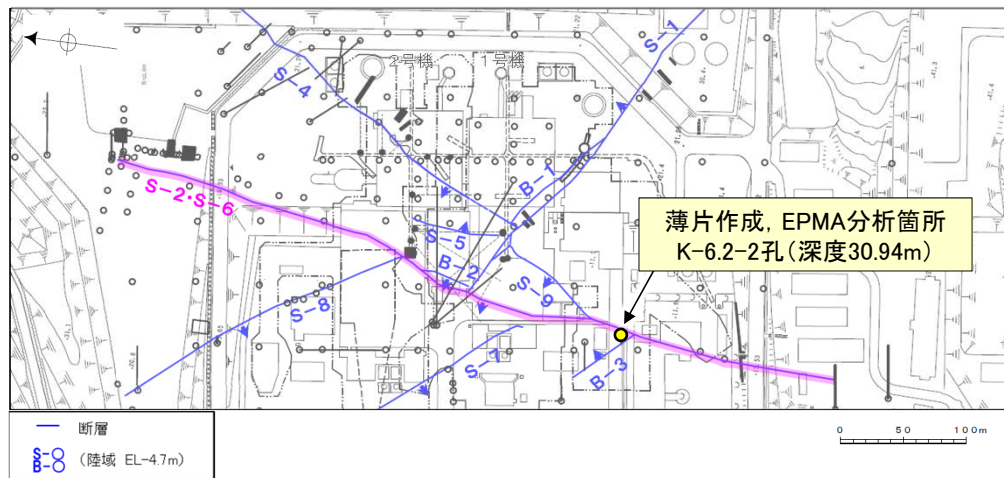 S-1
2号機
1号機
S-4
B-1
S-2・S-6
薄片作成, EPMA分析箇所
K-6.2-2孔(深度30.94m)
S-5
B-2
S-9
S-8
S-7
B-3
断層
S-○
B-○
(陸域 EL-4.7m)
0 50 100m